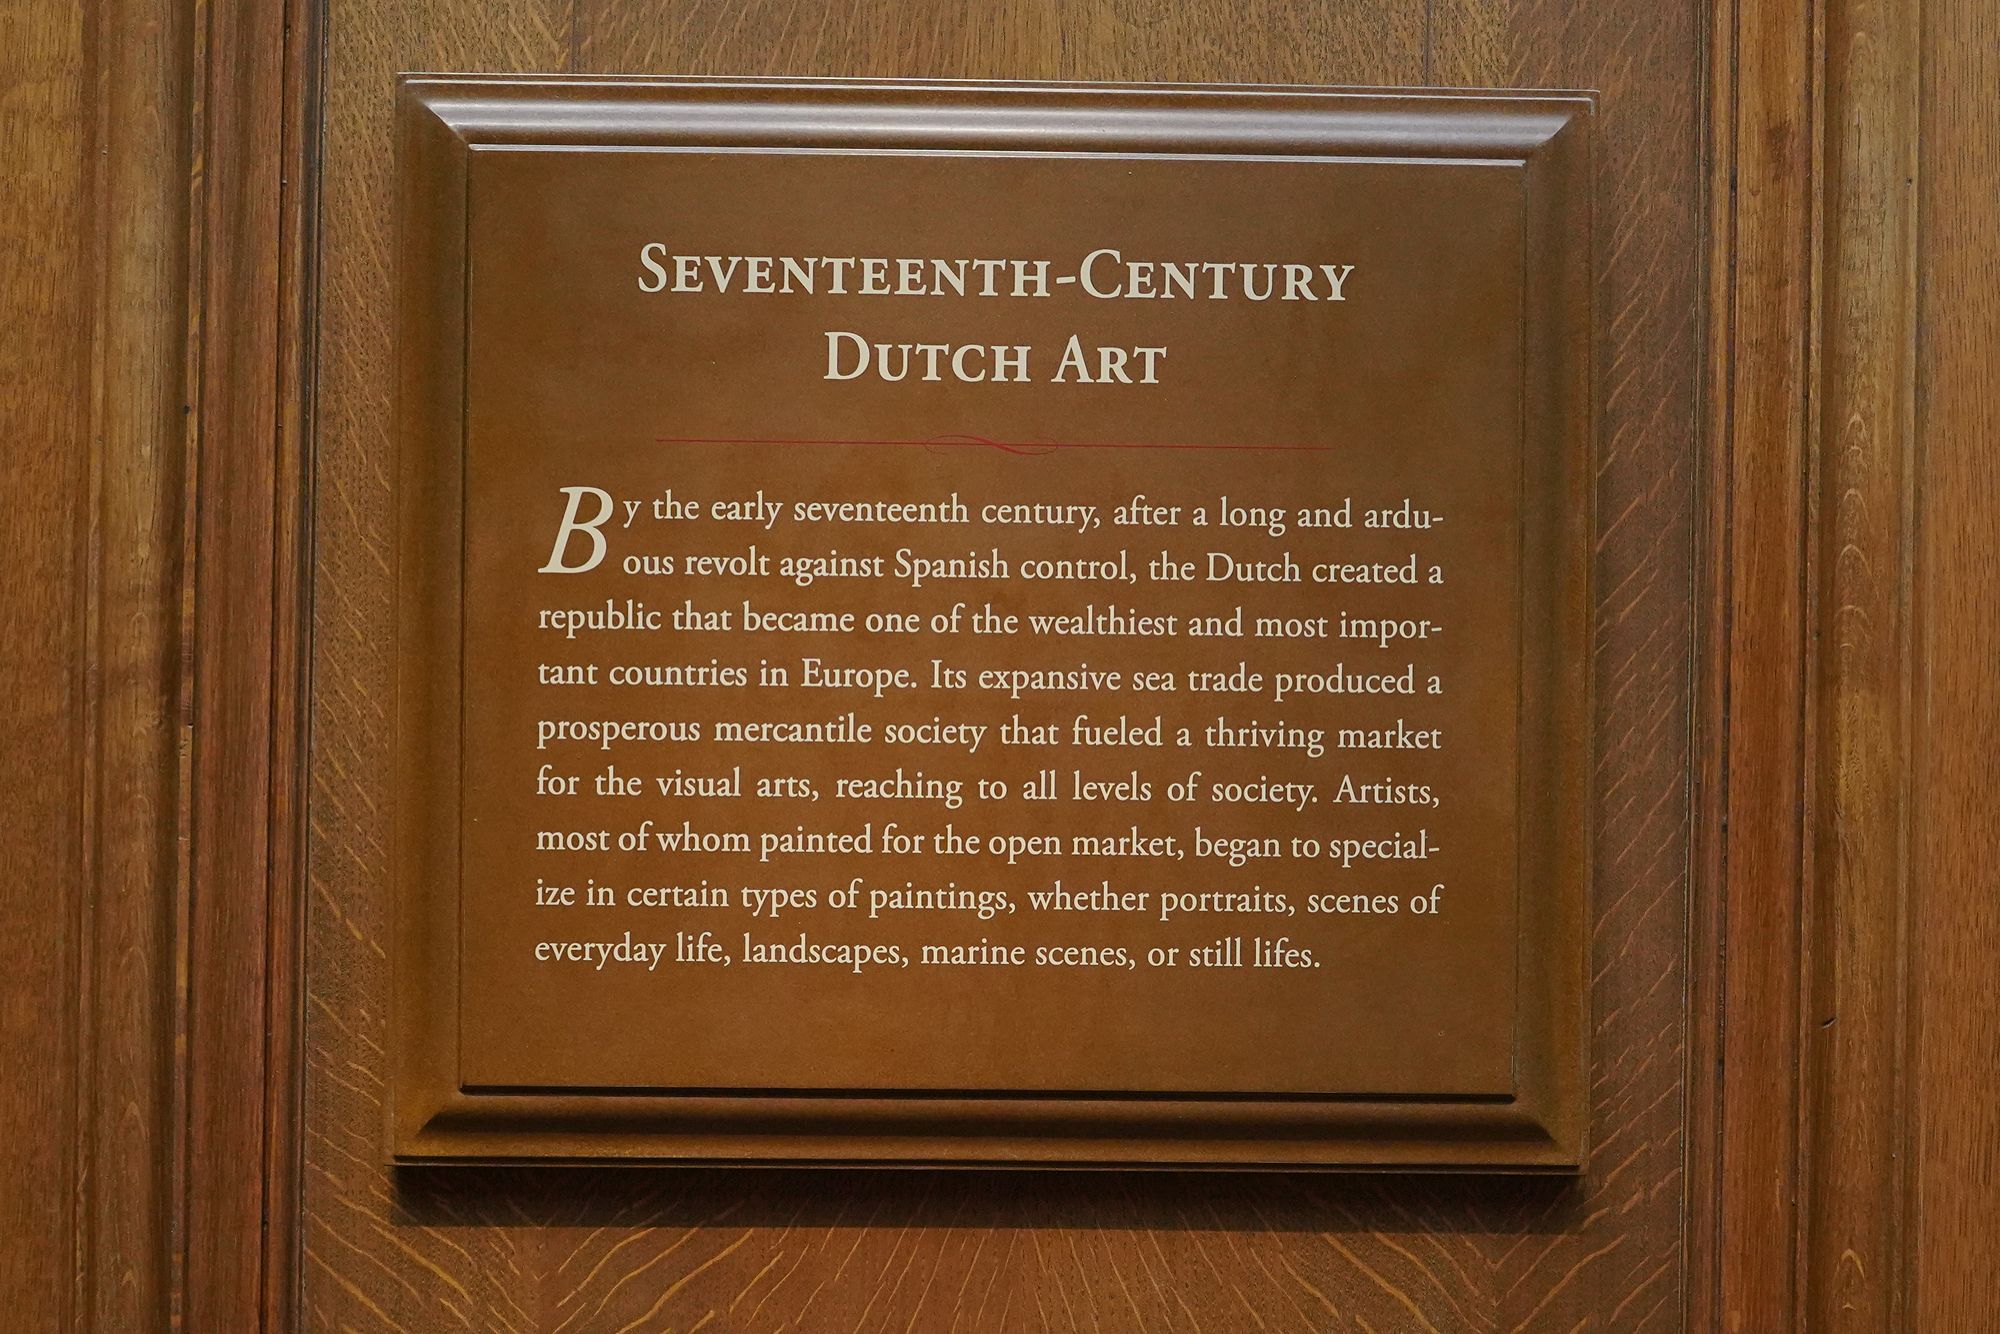 Seventeenth-Century
Dutch Art
By the early seventeenth century, after a long and ardu-
ous revolt against Spanish control, the Dutch created a
republic that became one of the wealthiest and most impor-
tant countries in Europe. Its expansive sea trade produced a
prosperous mercantile society that fueled a thriving market
for the visual arts, reaching to all levels of society. Artists,
most of whom painted for the open market, began to special-
ize in certain types of paintings, whether portraits, scenes of
everyday life, landscapes, marine scenes, or still lifes.